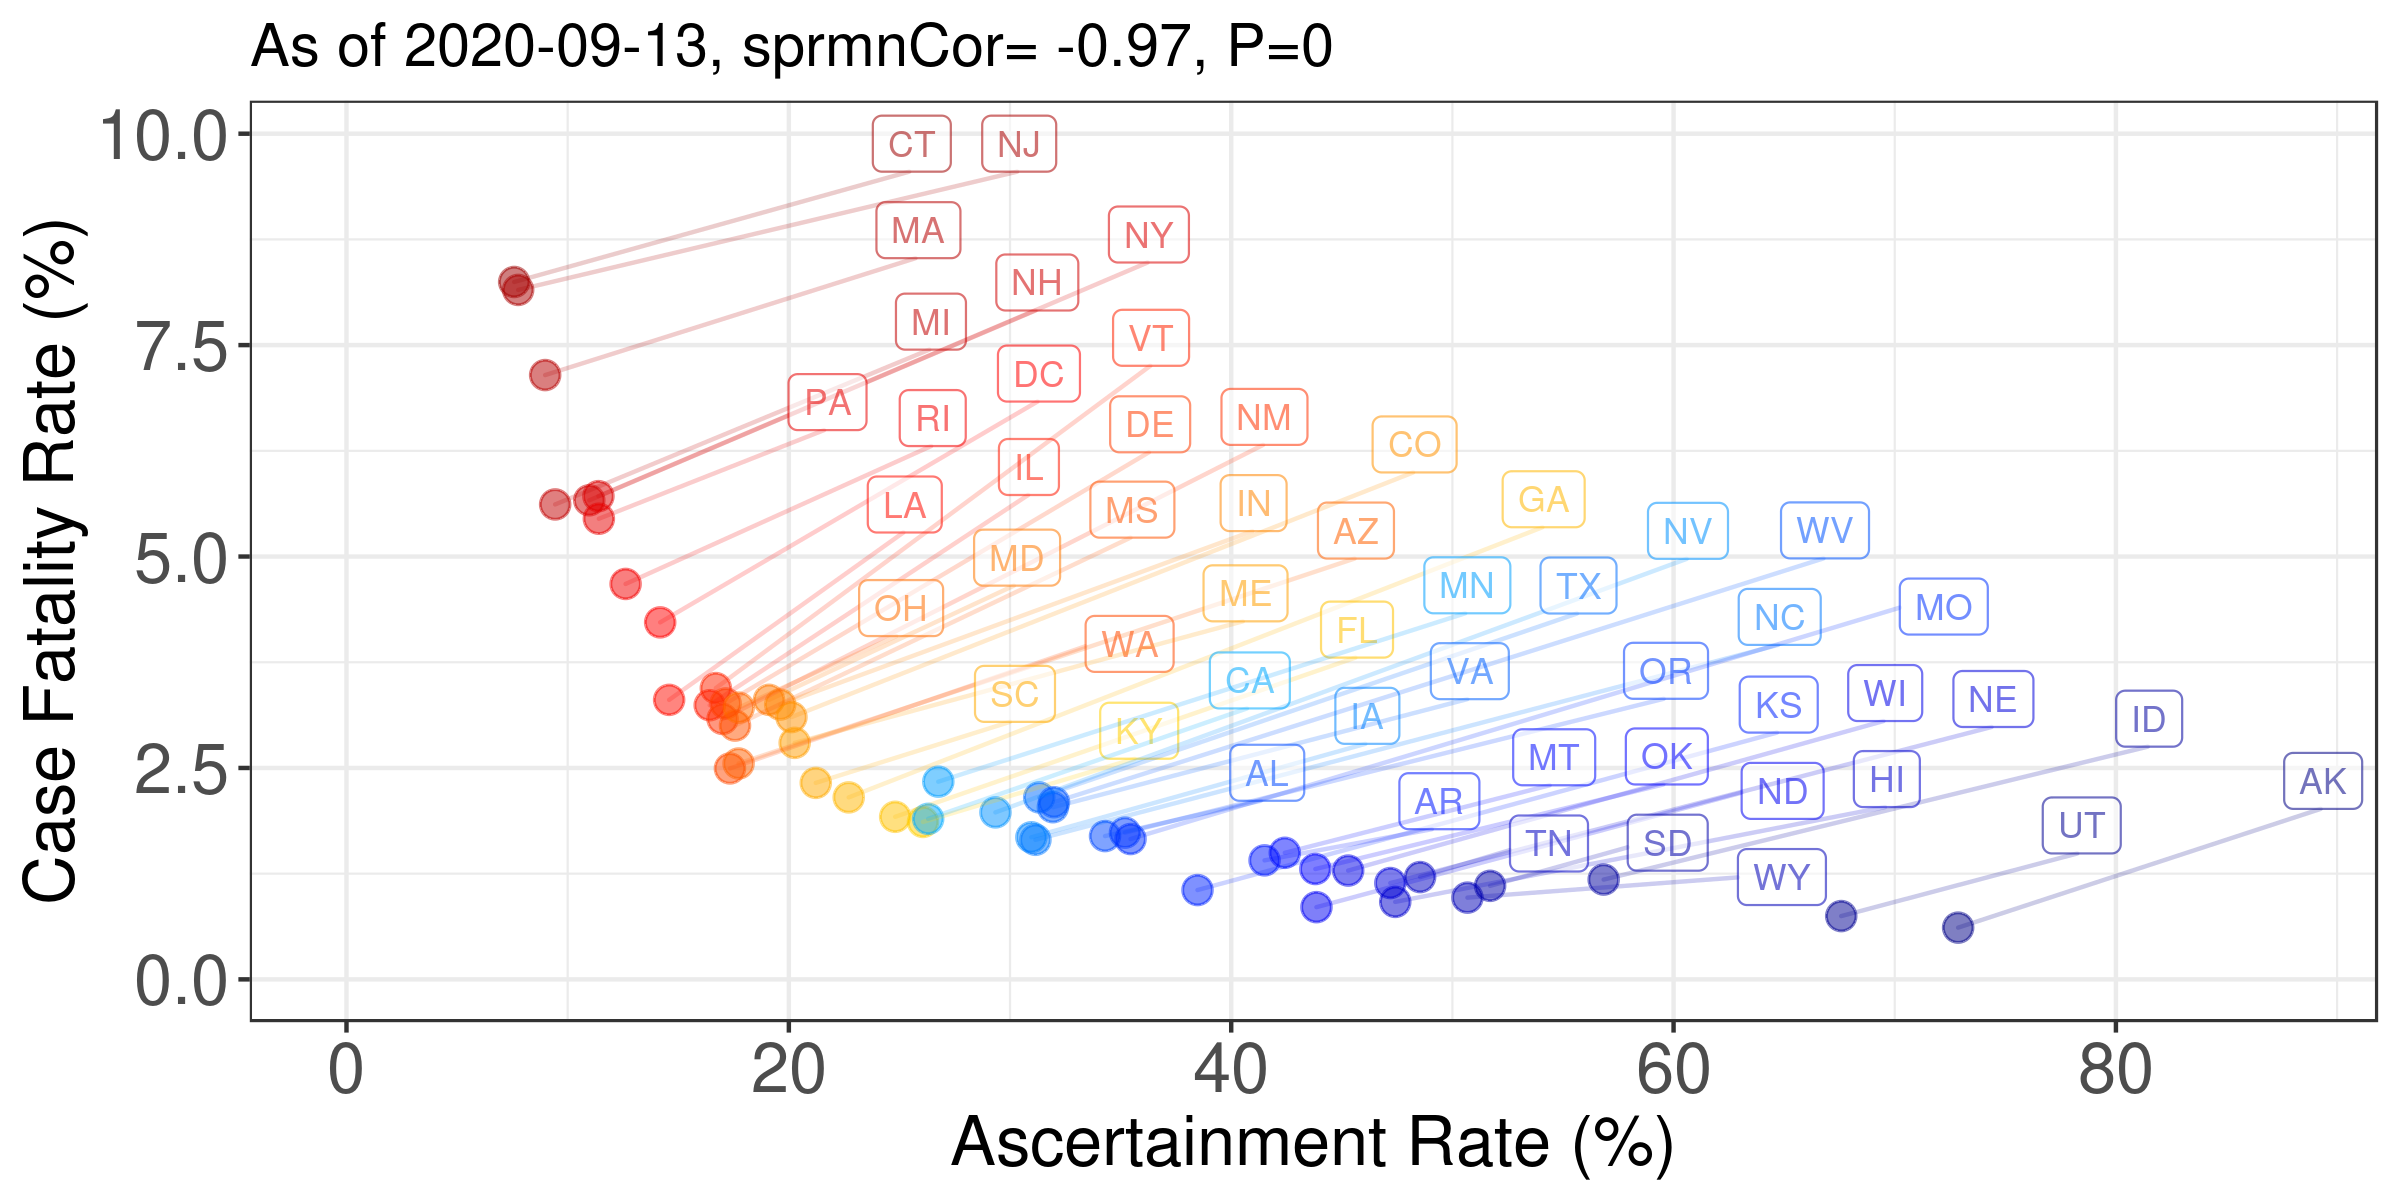 As of 2020-09-13, sprmnCor= -0.97, P=0
Case Fatality Rate (%)
10.0
7.5
5.0
2.5
0.0
CT NJ
MA NY
NH
MI VT
DC
PA RI DE NM
CO
IL
LA MS IN GA
AZ NV WV
MD
MN TX
OH ME MO
NC
WA FL
CA VA OR
SC KS WI NE
IA ID
KY
MT OK
AL HI AK
AR ND
UT
TN SD
WY
0 20 40 60 80
Ascertainment Rate (%)